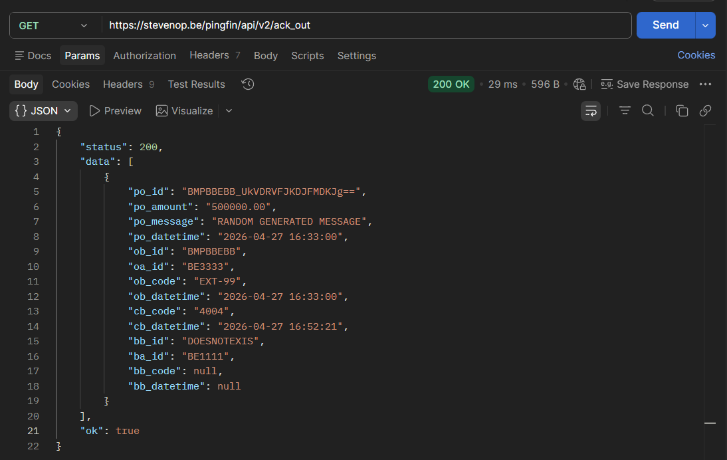 GET https://stevenop.be/pingfin/api/v2/ack_out Send
Docs Params Authorization Headers 7 Body Scripts Settings Cookies
Body Cookies Headers 9 Test Results 200 OK • 29 ms • 596 B • e.g. Save Response
{} JSON Preview Visualize
1 {
2 "status": 200,
3 "data": [
4 {
5 "po_id": "BMPBBEBB_UkVDRVFJKDJFMDKJg==",
6 "po_amount": "500000.00",
7 "po_message": "RANDOM GENERATED MESSAGE",
8 "po_datetime": "2026-04-27 16:33:00",
9 "ob_id": "BMPBBEBB",
10 "oa_id": "BE3333",
11 "ob_code": "EXT-99",
12 "ob_datetime": "2026-04-27 16:33:00",
13 "cb_code": "4004",
14 "cb_datetime": "2026-04-27 16:52:21",
15 "bb_id": "DOESNOTEXIS",
16 "ba_id": "BE1111",
17 "bb_code": null,
18 "bb_datetime": null
19 }
20 ],
21 "ok": true
22 }